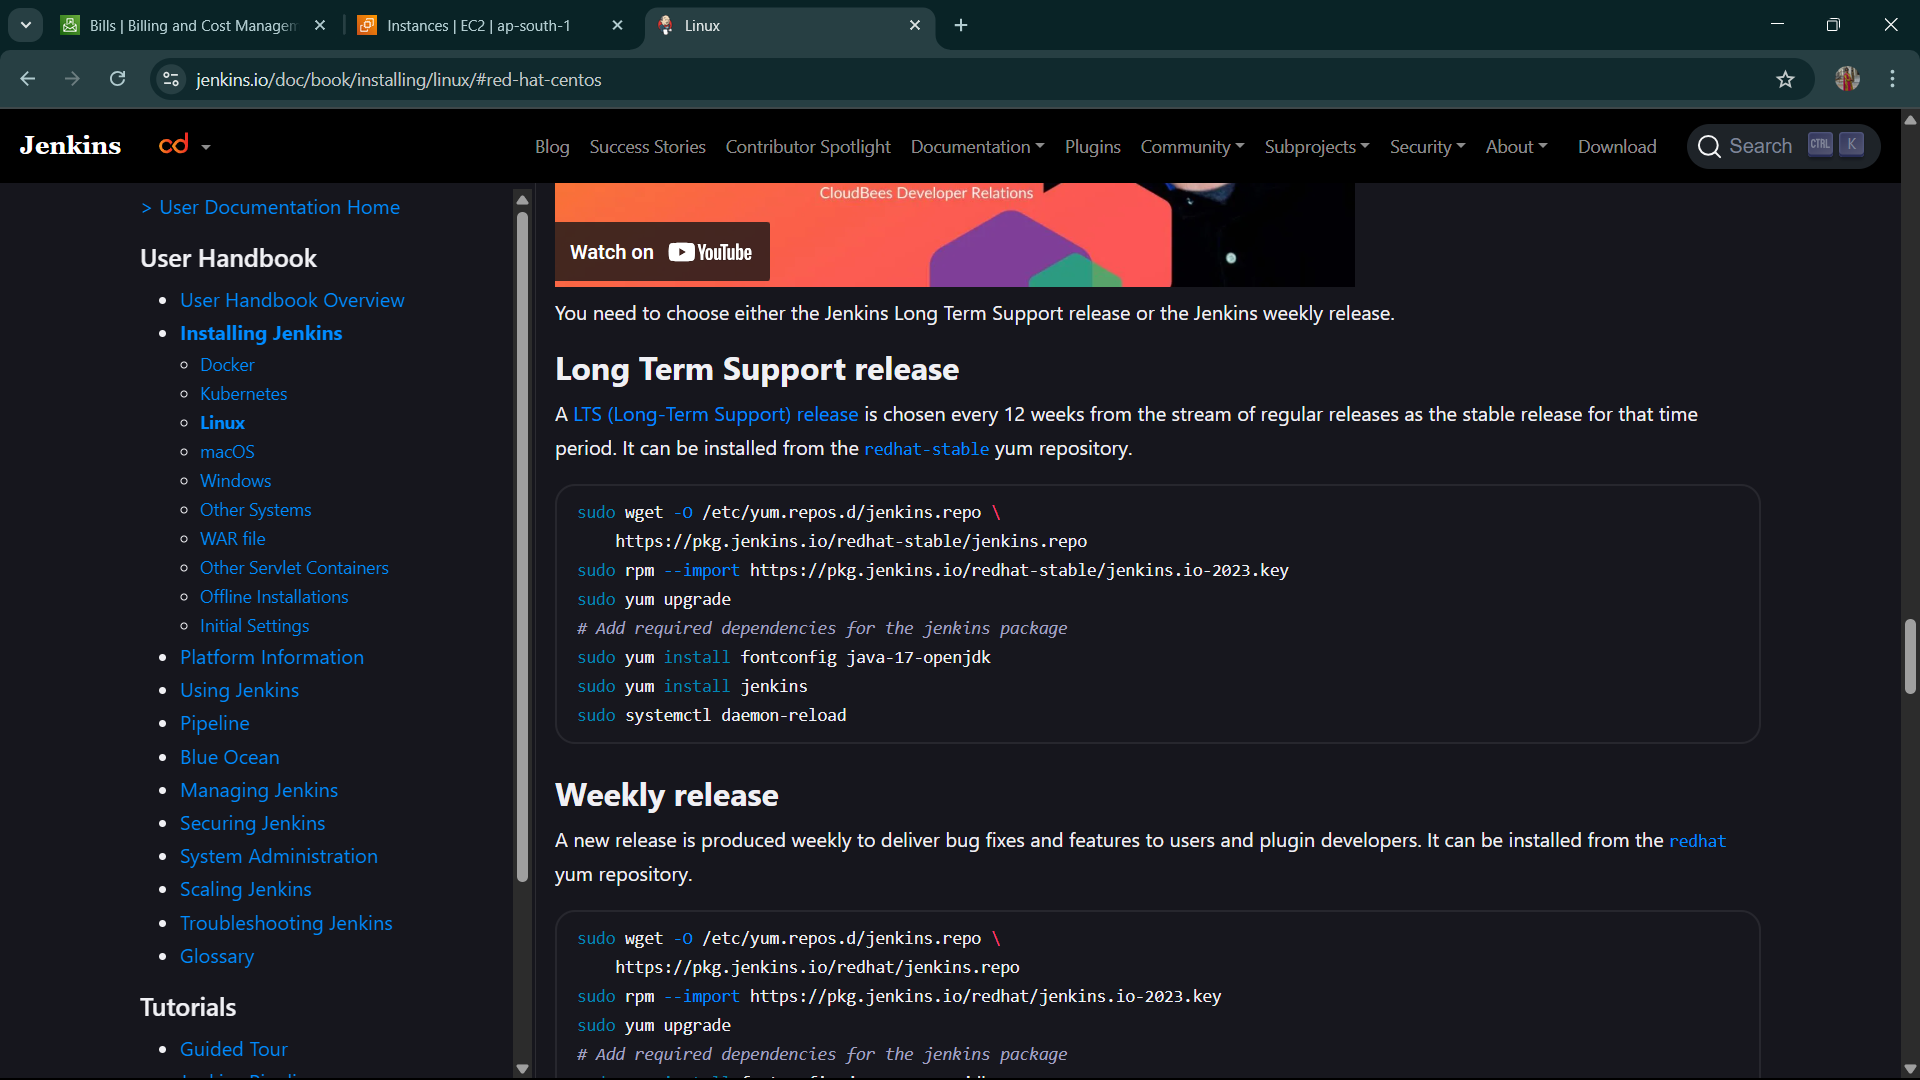 Bills | Billing and Cost Managem
Instances | EC2 | ap-south-1
Linux
jenkins.io/doc/book/installing/linux/#red-hat-centos
Jenkins
cd
Blog
Success Stories
Contributor Spotlight
Documentation
Plugins
Community
Subprojects
Security
About
Download
Search CTRL K
> User Documentation Home
User Handbook
User Handbook Overview
Installing Jenkins
Docker
Kubernetes
Linux
macOS
Windows
Other Systems
WAR file
Other Servlet Containers
Offline Installations
Initial Settings
Platform Information
Using Jenkins
Pipeline
Blue Ocean
Managing Jenkins
Securing Jenkins
System Administration
Scaling Jenkins
Troubleshooting Jenkins
Glossary
Tutorials
Guided Tour
CloudBees Developer Relations
Watch on YouTube
You need to choose either the Jenkins Long Term Support release or the Jenkins weekly release.
Long Term Support release
A LTS (Long-Term Support) release is chosen every 12 weeks from the stream of regular releases as the stable release for that time
period. It can be installed from the redhat-stable yum repository.
sudo wget -O /etc/yum.repos.d/jenkins.repo \
https://pkg.jenkins.io/redhat-stable/jenkins.repo
sudo rpm --import https://pkg.jenkins.io/redhat-stable/jenkins.io-2023.key
sudo yum upgrade
# Add required dependencies for the jenkins package
sudo yum install fontconfig java-17-openjdk
sudo yum install jenkins
sudo systemctl daemon-reload
Weekly release
A new release is produced weekly to deliver bug fixes and features to users and plugin developers. It can be installed from the redhat
yum repository.
sudo wget -O /etc/yum.repos.d/jenkins.repo \
https://pkg.jenkins.io/redhat/jenkins.repo
sudo rpm --import https://pkg.jenkins.io/redhat/jenkins.io-2023.key
sudo yum upgrade
# Add required dependencies for the jenkins package